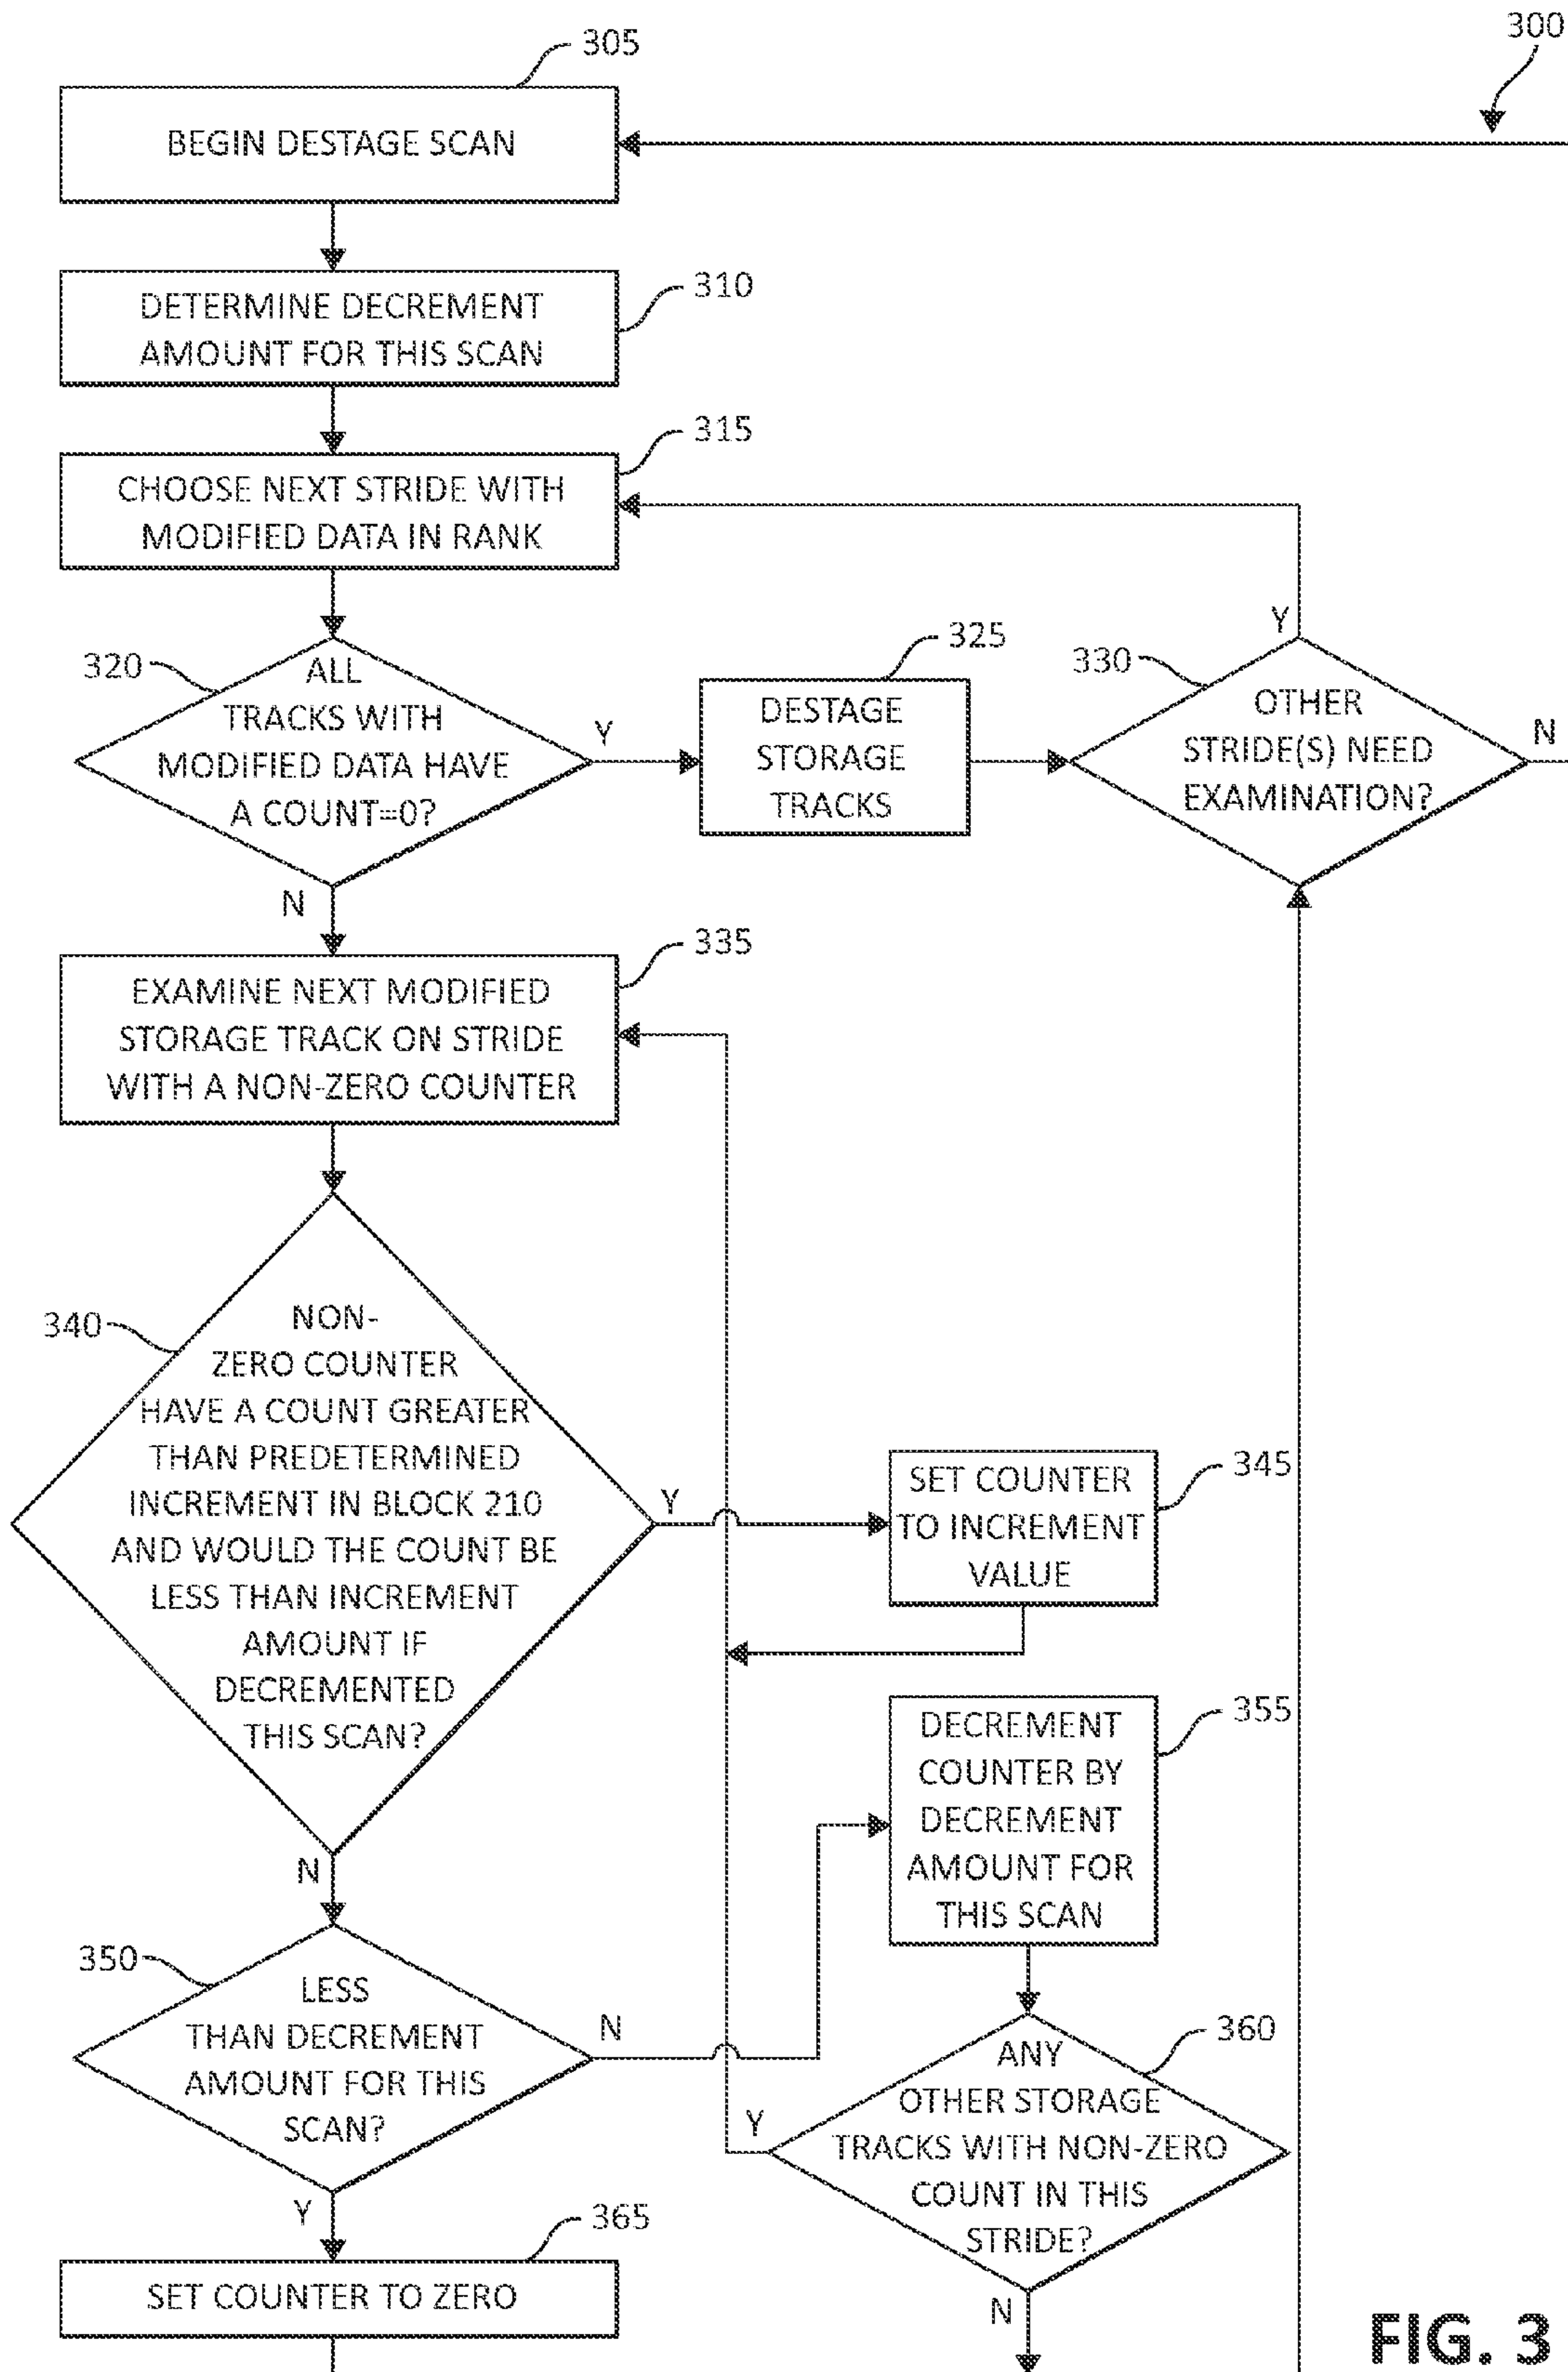 300
305
BEGIN DESTAGE SCAN
310
DETERMINE DECREMENT
AMOUNT FOR THIS SCAN
315
CHOOSE NEXT STRIDE WITH
MODIFIED DATA IN RANK
320
ALL
TRACKS WITH
MODIFIED DATA HAVE
A COUNT=0?
Y
N
325
DESTAGE
STORAGE
TRACKS
330
OTHER
STRIDE(S) NEED
EXAMINATION?
Y
N
335
EXAMINE NEXT MODIFIED
STORAGE TRACK ON STRIDE
WITH A NON-ZERO COUNTER
340
NON-
ZERO COUNTER
HAVE A COUNT GREATER
THAN PREDETERMINED
INCREMENT IN BLOCK 210
AND WOULD THE COUNT BE
LESS THAN INCREMENT
AMOUNT IF
DECREMENTED
THIS SCAN?
Y
N
345
SET COUNTER
TO INCREMENT
VALUE
350
LESS
THAN DECREMENT
AMOUNT FOR THIS
SCAN?
N
Y
355
DECREMENT
COUNTER BY
DECREMENT
AMOUNT FOR
THIS SCAN
360
ANY
OTHER STORAGE
TRACKS WITH NON-ZERO
COUNT IN THIS
STRIDE?
Y
N
365
SET COUNTER TO ZERO
FIG. 3